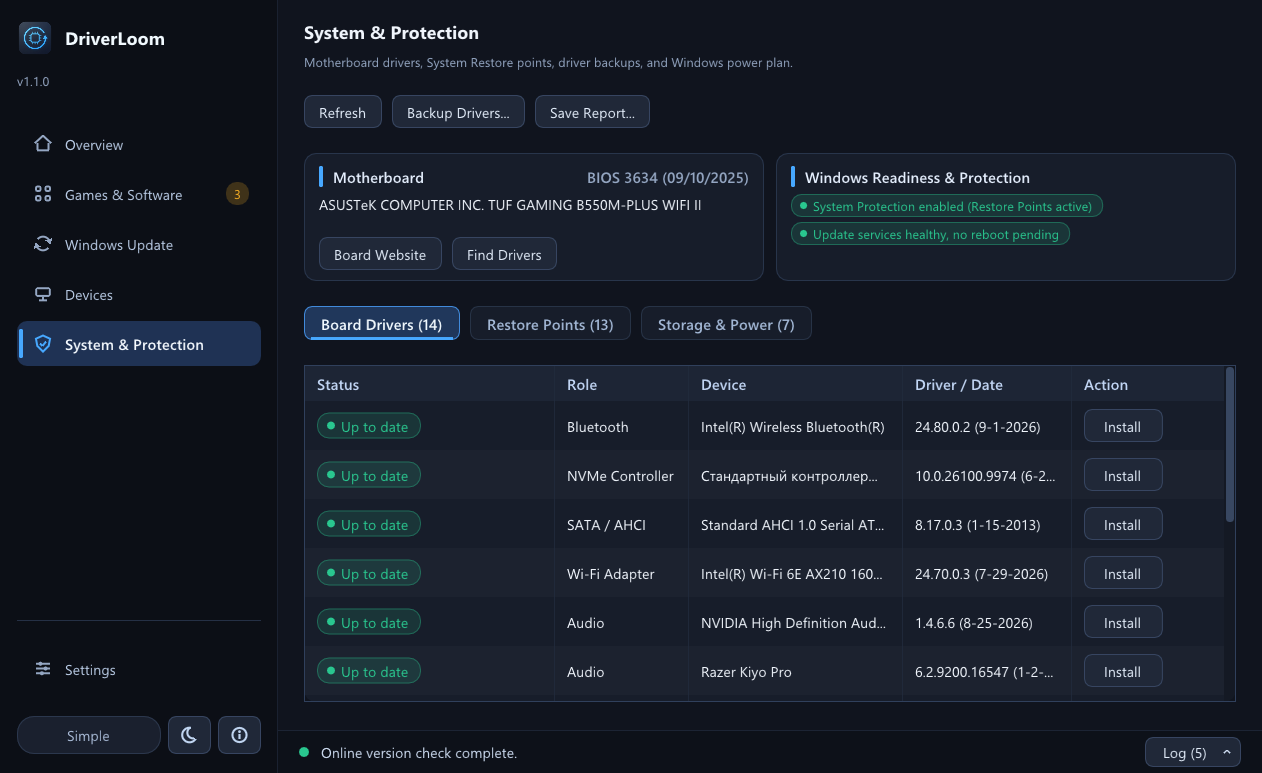 DriverLoom
v1.1.0
Overview
Games & Software 3
Windows Update
Devices
System & Protection
Settings
Simple
System & Protection
Motherboard drivers, System Restore points, driver backups, and Windows power plan.
Refresh Backup Drivers... Save Report...
Motherboard BIOS 3634 (09/10/2025)
ASUSTeK COMPUTER INC. TUF GAMING B550M-PLUS WIFI II
Board Website Find Drivers
Windows Readiness & Protection
System Protection enabled (Restore Points active)
Update services healthy, no reboot pending
Board Drivers (14) Restore Points (13) Storage & Power (7)
Status Role Device Driver / Date Action
Up to date Bluetooth Intel(R) Wireless Bluetooth(R) 24.80.0.2 (9-1-2026) Install
Up to date NVMe Controller Стандартный контроллер... 10.0.26100.9974 (6-2... Install
Up to date SATA / AHCI Standard AHCI 1.0 Serial AT... 8.17.0.3 (1-15-2013) Install
Up to date Wi-Fi Adapter Intel(R) Wi-Fi 6E AX210 160... 24.70.0.3 (7-29-2026) Install
Up to date Audio NVIDIA High Definition Aud... 1.4.6.6 (8-25-2026) Install
Up to date Audio Razer Kiyo Pro 6.2.9200.16547 (1-2-... Install
Online version check complete.
Log (5)